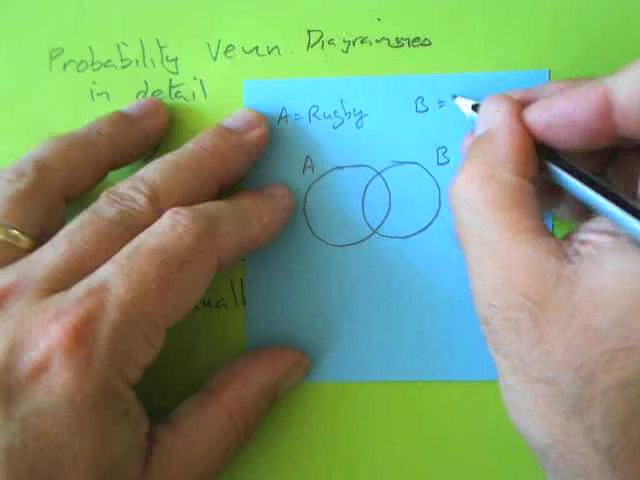 Probability Venn Diagrams
in detail
A = Rugby B =
A B